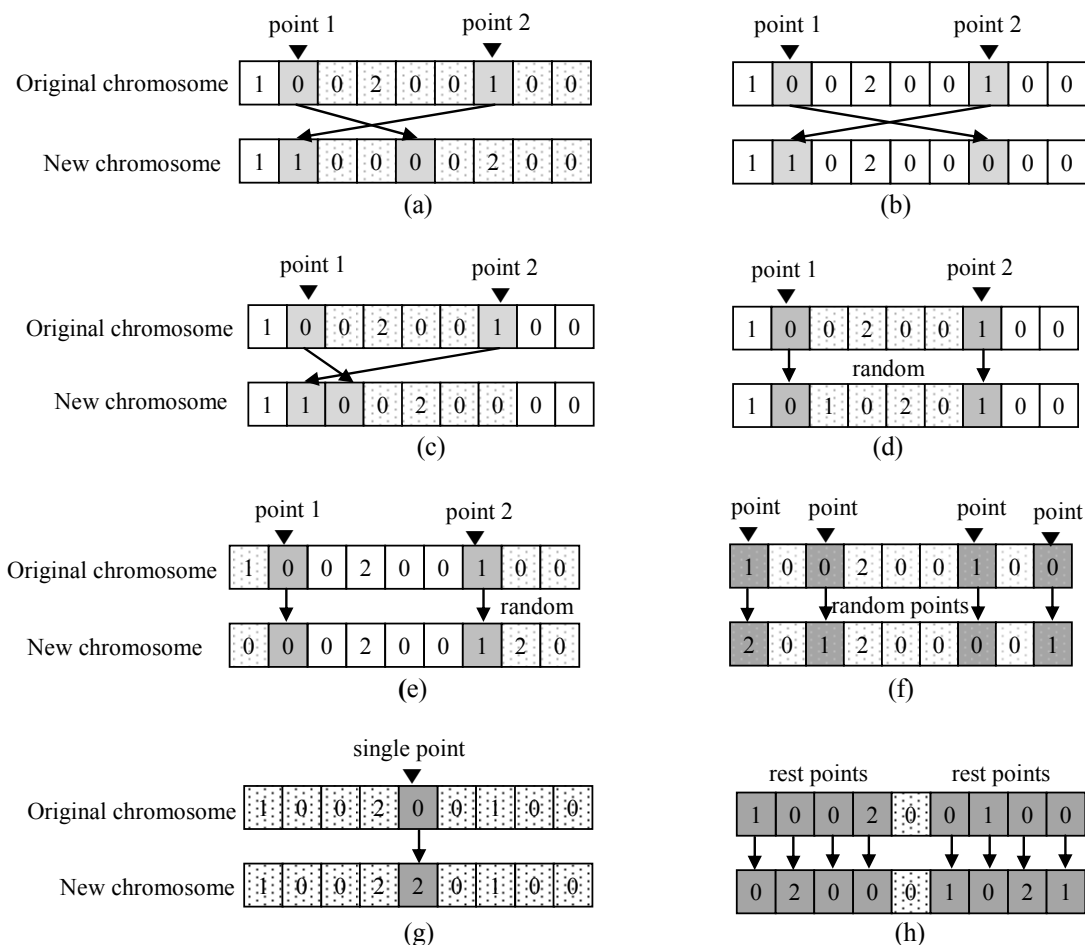 point 1 point 2
Original chromosome 1 0 0 2 0 0 1 0 0
New chromosome 1 1 0 0 0 0 2 0 0
(a)
point 1 point 2
1 0 0 2 0 0 1 0 0
1 1 0 2 0 0 0 0 0
(b)
point 1 point 2
Original chromosome 1 0 0 2 0 0 1 0 0
New chromosome 1 1 0 0 2 0 0 0 0
(c)
point 1 point 2
1 0 0 2 0 0 1 0 0
random
1 0 1 0 2 0 1 0 0
(d)
point 1 point 2
Original chromosome 1 0 0 2 0 0 1 0 0
random
New chromosome 0 0 0 2 0 0 1 2 0
(e)
point point point point
1 0 0 2 0 0 1 0 0
random points
2 0 1 2 0 0 0 0 1
(f)
single point
Original chromosome 1 0 0 2 0 0 1 0 0
New chromosome 1 0 0 2 2 0 1 0 0
(g)
rest points rest points
1 0 0 2 0 0 1 0 0
0 2 0 0 0 1 0 2 1
(h)